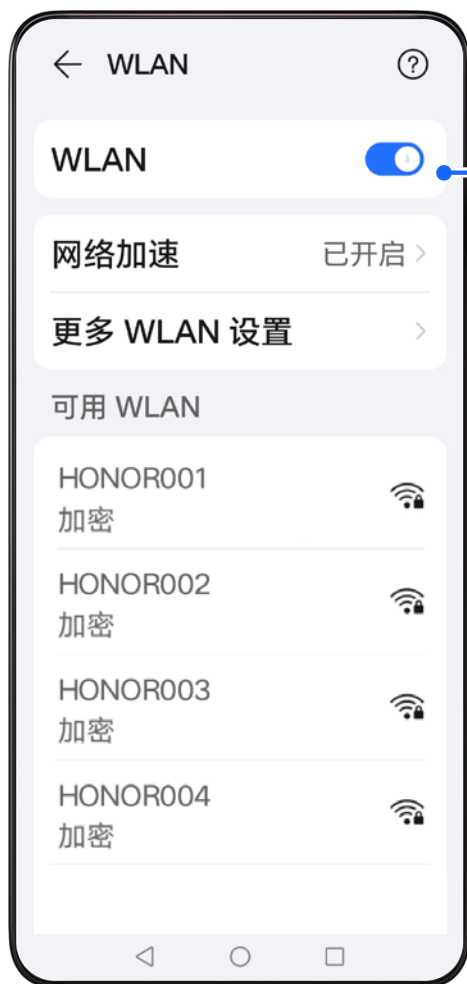 WLAN
WLAN
网络加速 已开启
更多 WLAN 设置
可用 WLAN
HONOR001
加密
HONOR002
加密
HONOR003
加密
HONOR004
加密